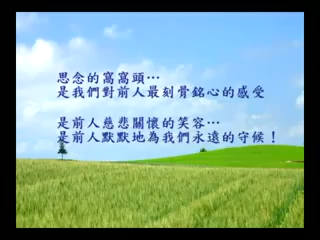 思念的窩窩頭…
是我們對前人最刻骨銘心的感受
是前人慈悲關懷的笑容…
是前人默默地為我們永遠的守候！